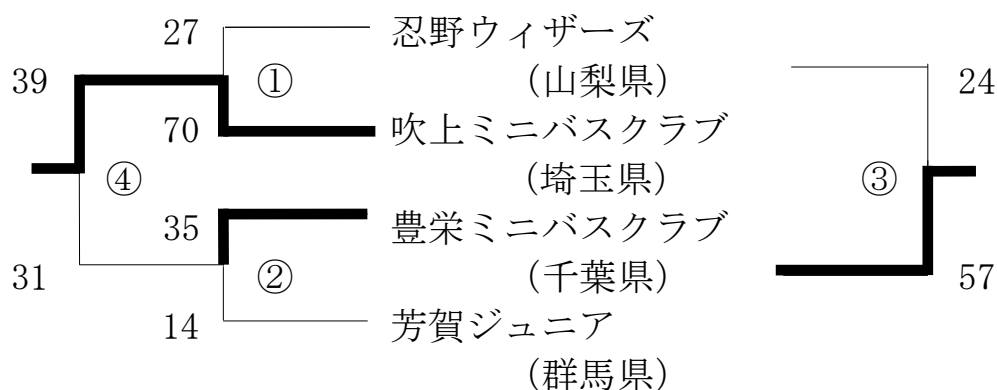 27
忍野ウィザーズ
39
①
(山梨県)
24
70
吹上ミニバスクラブ
④
(埼玉県)
③
35
豊栄ミニバスクラブ
31
②
(千葉県)
57
14
芳賀ジュニア
(群馬県)